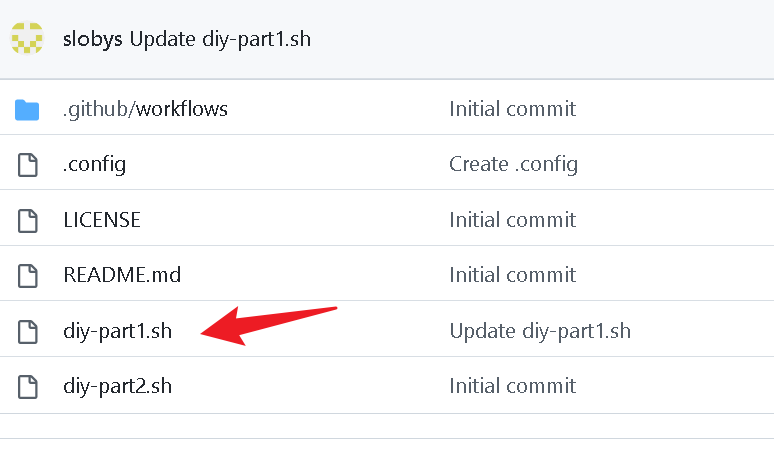 slobys Update diy-part1.sh
.github/workflows Initial commit
.config Create .config
LICENSE Initial commit
README.md Initial commit
diy-part1.sh Update diy-part1.sh
diy-part2.sh Initial commit